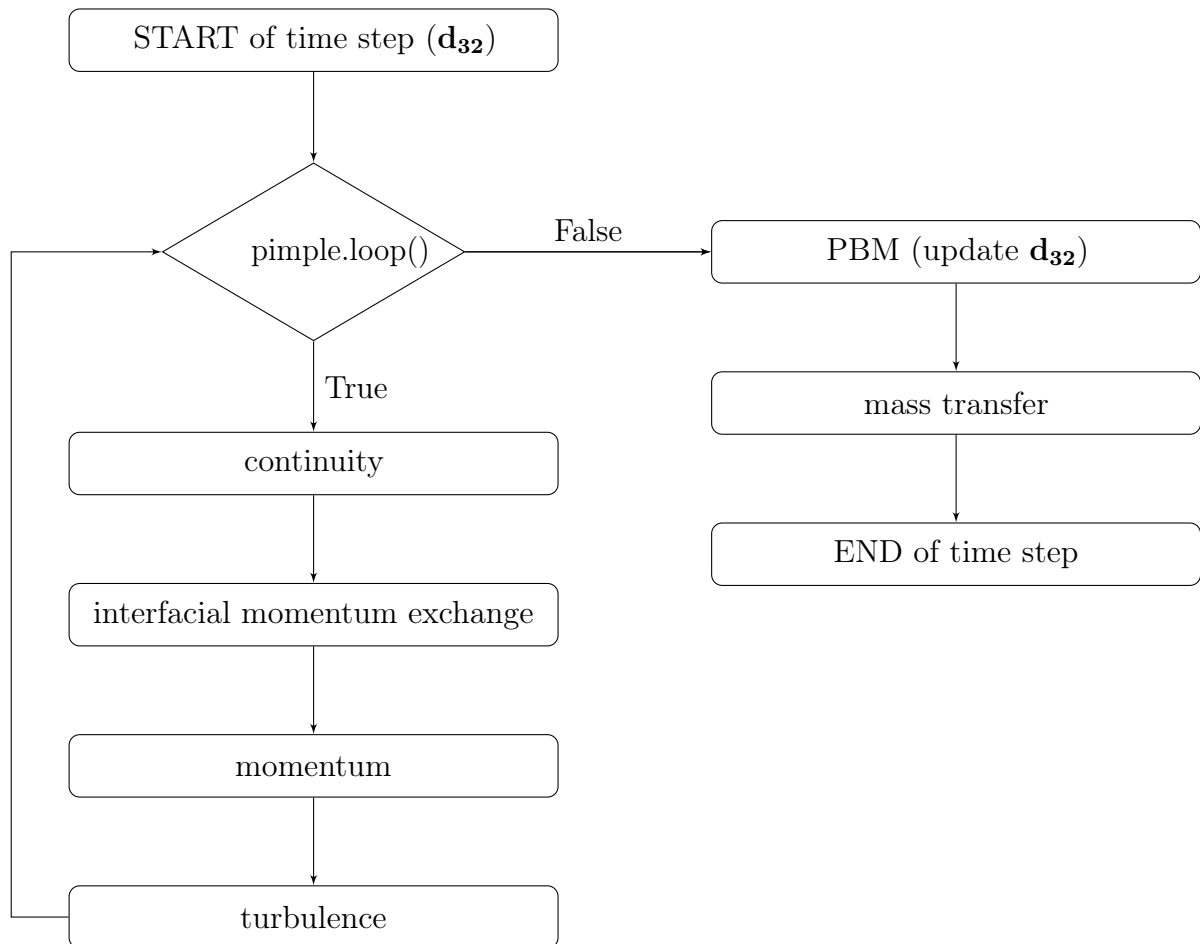 START of time step (d32)
pimple.loop()
False
PBM (update d32)
True
mass transfer
continuity
END of time step
interfacial momentum exchange
momentum
turbulence